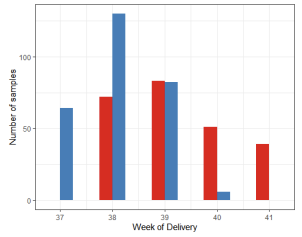 Number of samples
100
50
0
37 38 39 40 41
Week of Delivery